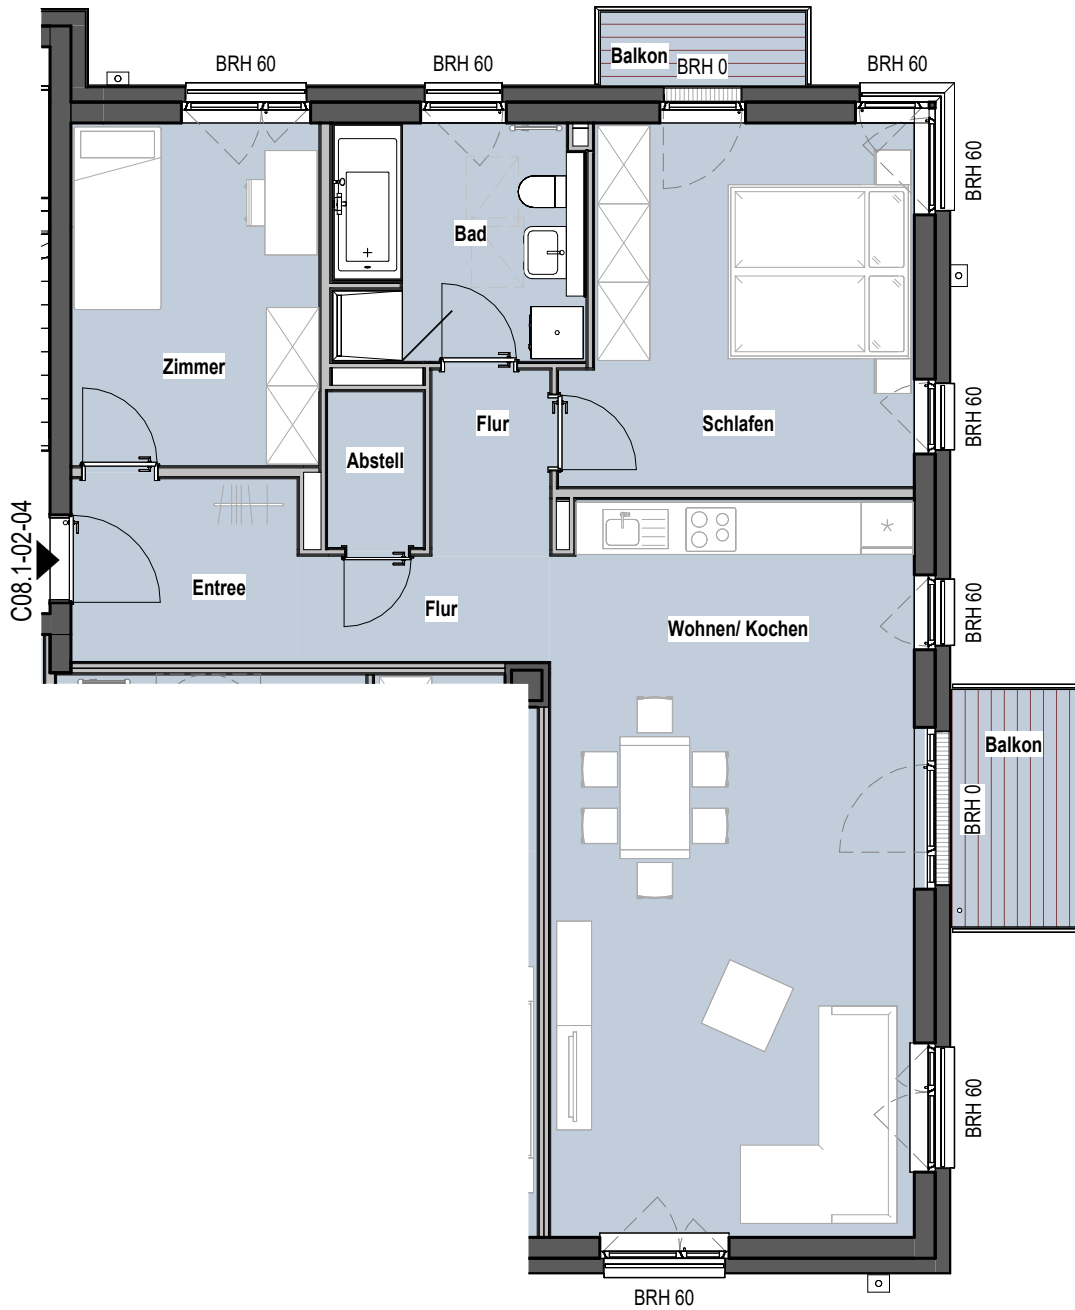 Balkon
BRH 60
BRH 60
BRH 0
BRH 60
BRH 60
Bad
Zimmer
Flur
Schlafen
BRH 60
Abstell
C08.1-02-04
Entree
Flur
Wohnen/ Kochen
BRH 60
Balkon
BRH 0
BRH 60
BRH 60